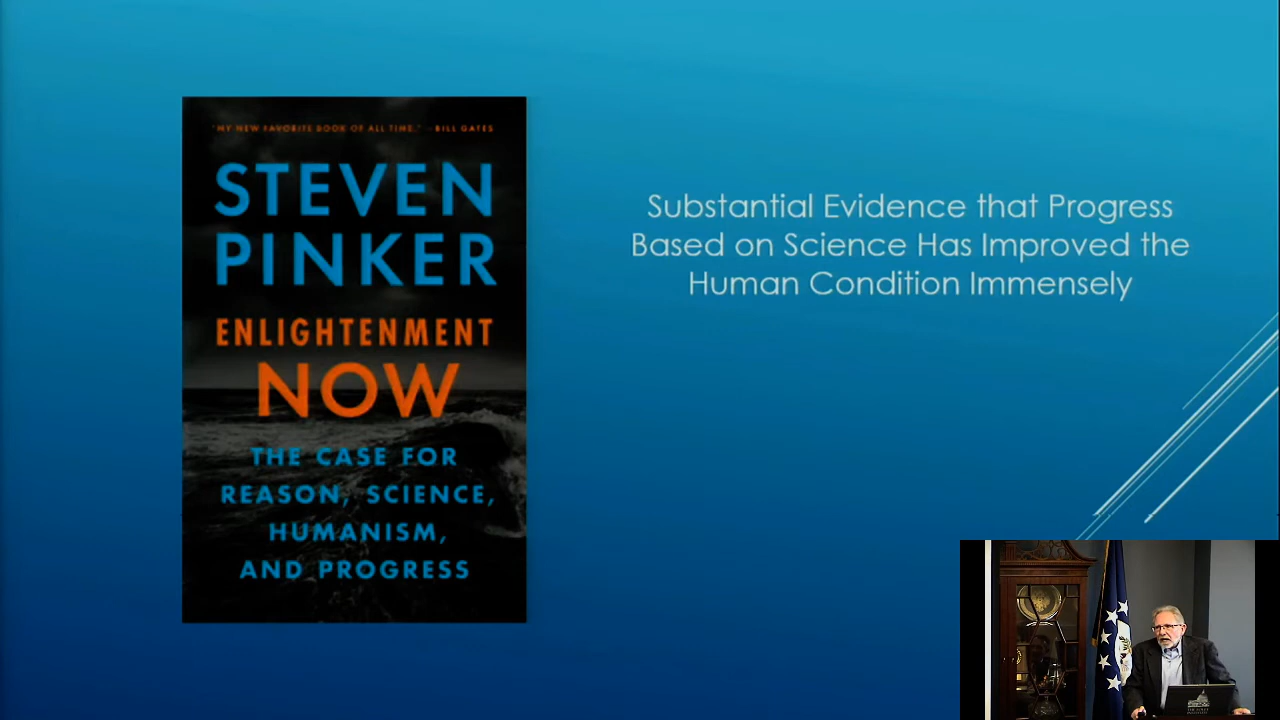 "MY NEW FAVORITE BOOK OF ALL TIME." —BILL GATES
STEVEN
PINKER
ENLIGHTENMENT
NOW
THE CASE FOR
REASON, SCIENCE,
HUMANISM,
AND PROGRESS
Substantial Evidence that Progress
Based on Science Has Improved the
Human Condition Immensely